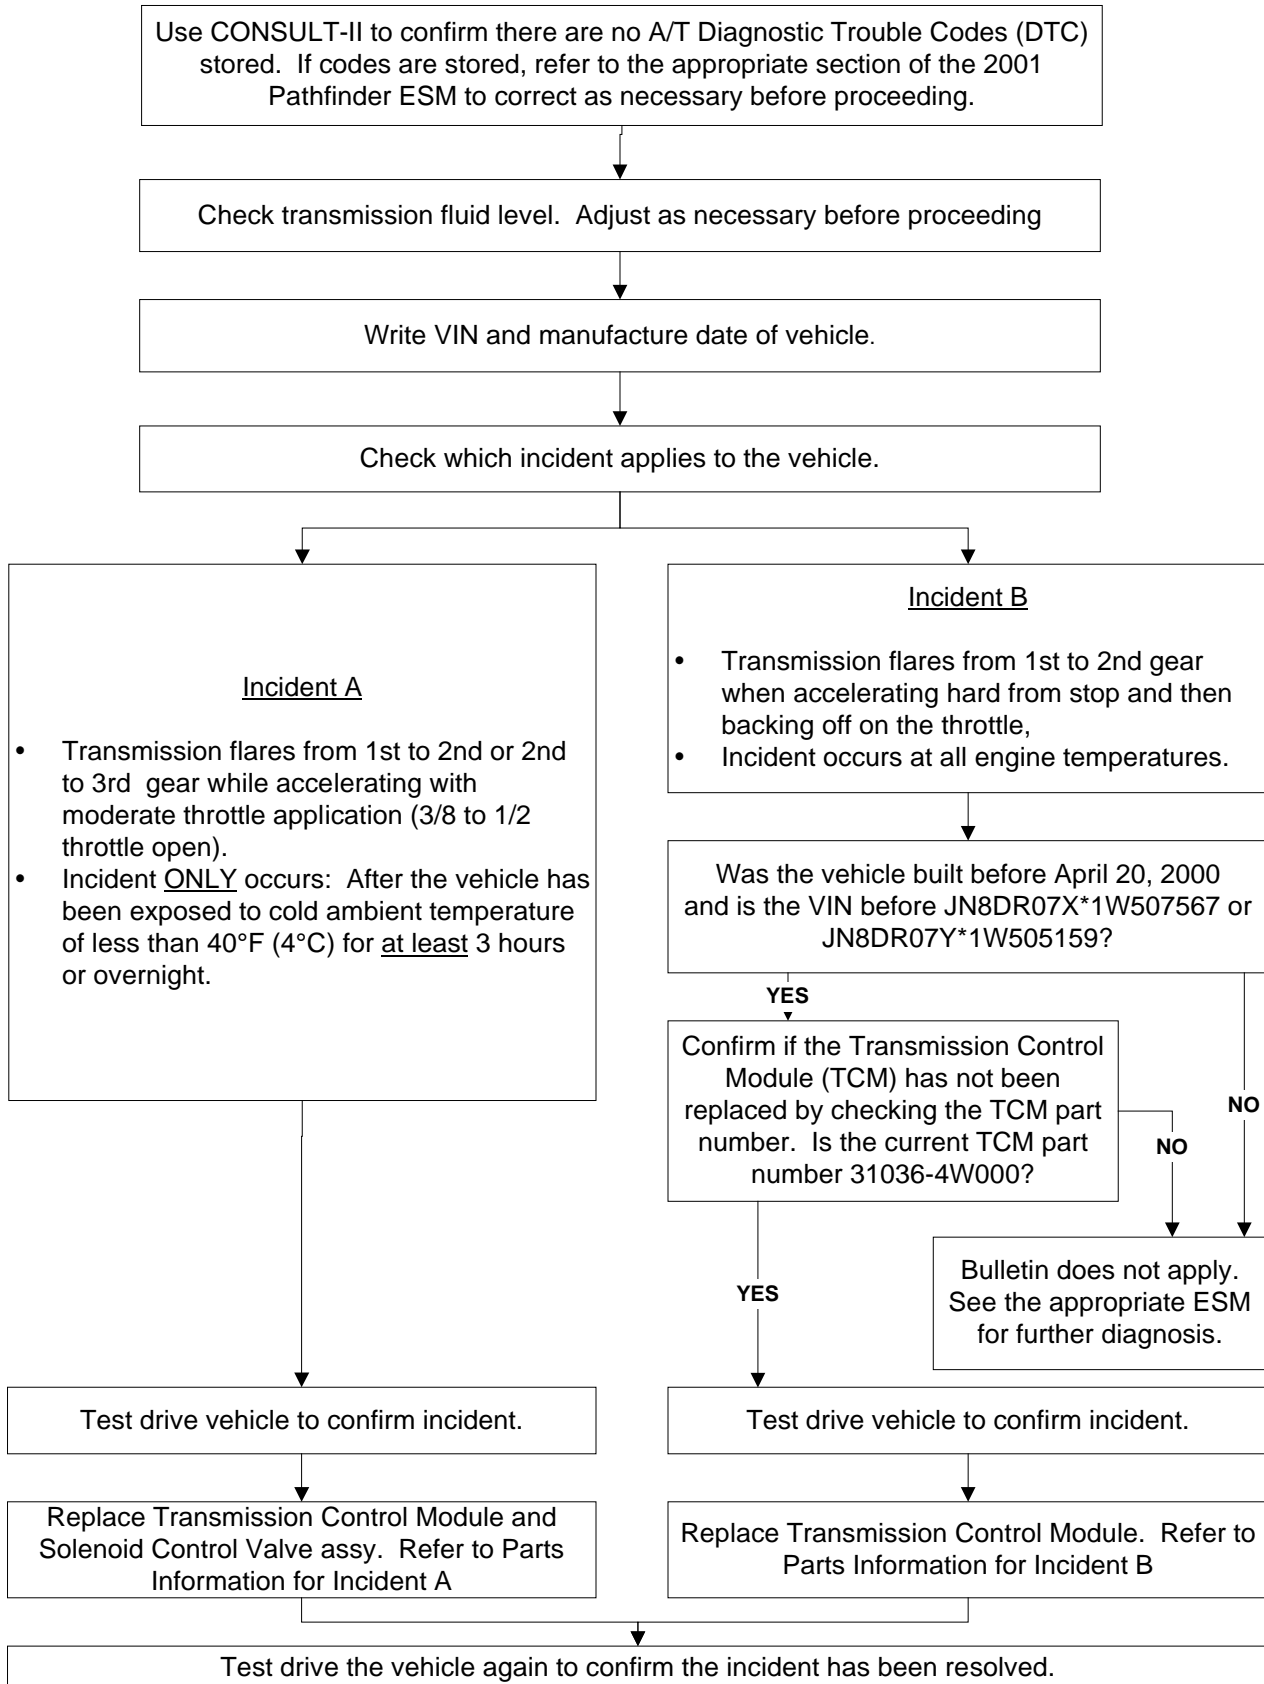 Use CONSULT-II to confirm there are no A/T Diagnostic Trouble Codes (DTC)
stored.  If codes are stored, refer to the appropriate section of the 2001
Pathfinder ESM to correct as necessary before proceeding.
Check transmission fluid level.  Adjust as necessary before proceeding
Write VIN and manufacture date of vehicle.
Check which incident applies to the vehicle.
Incident A
• Transmission flares from 1st to 2nd or 2nd
to 3rd  gear while accelerating with
moderate throttle application (3/8 to 1/2
throttle open).
• Incident ONLY occurs:  After the vehicle has
been exposed to cold ambient temperature
of less than 40°F (4°C) for at least 3 hours
or overnight.
Incident B
• Transmission flares from 1st to 2nd gear
when accelerating hard from stop and then
backing off on the throttle,
• Incident occurs at all engine temperatures.
Was the vehicle built before April 20, 2000
and is the VIN before JN8DR07X*1W507567 or
JN8DR07Y*1W505159?
YES
NO
Confirm if the Transmission Control
Module (TCM) has not been
replaced by checking the TCM part
number.  Is the current TCM part
number 31036-4W000?
NO
YES
Bulletin does not apply.
See the appropriate ESM
for further diagnosis.
Test drive vehicle to confirm incident.
Test drive vehicle to confirm incident.
Replace Transmission Control Module and
Solenoid Control Valve assy.  Refer to Parts
Information for Incident A
Replace Transmission Control Module.  Refer to
Parts Information for Incident B
Test drive the vehicle again to confirm the incident has been resolved.